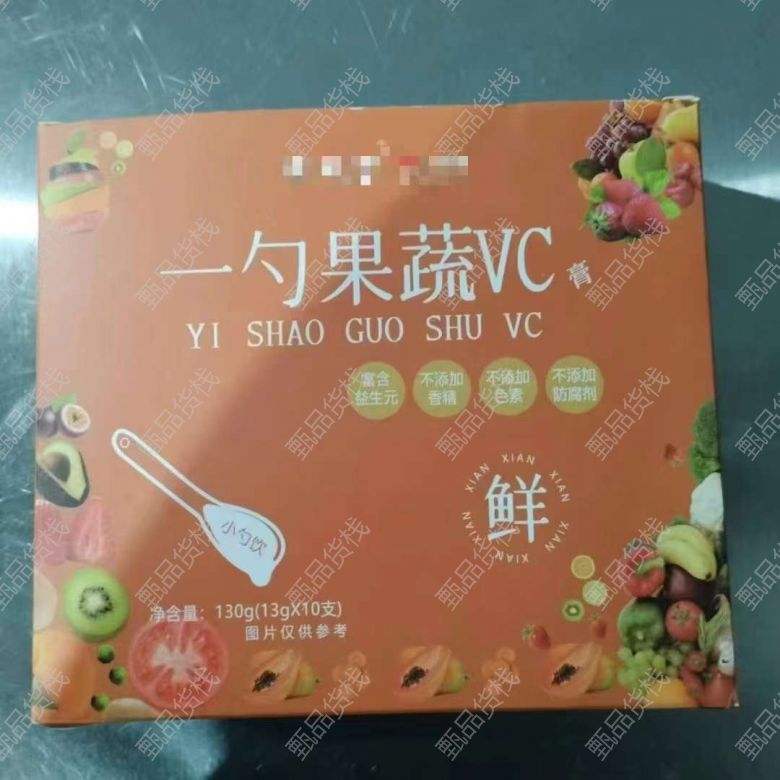 一勺果蔬VC膏
YI SHAO GUO SHU VC
富含
益生元
不添加
香精
不添加
色素
不添加
防腐剂
XIAN XIAN XIAN XIAN XIAN XIAN
鲜
小勺饮
净含量：130g(13gX10支)
图片仅供参考
甄品货栈